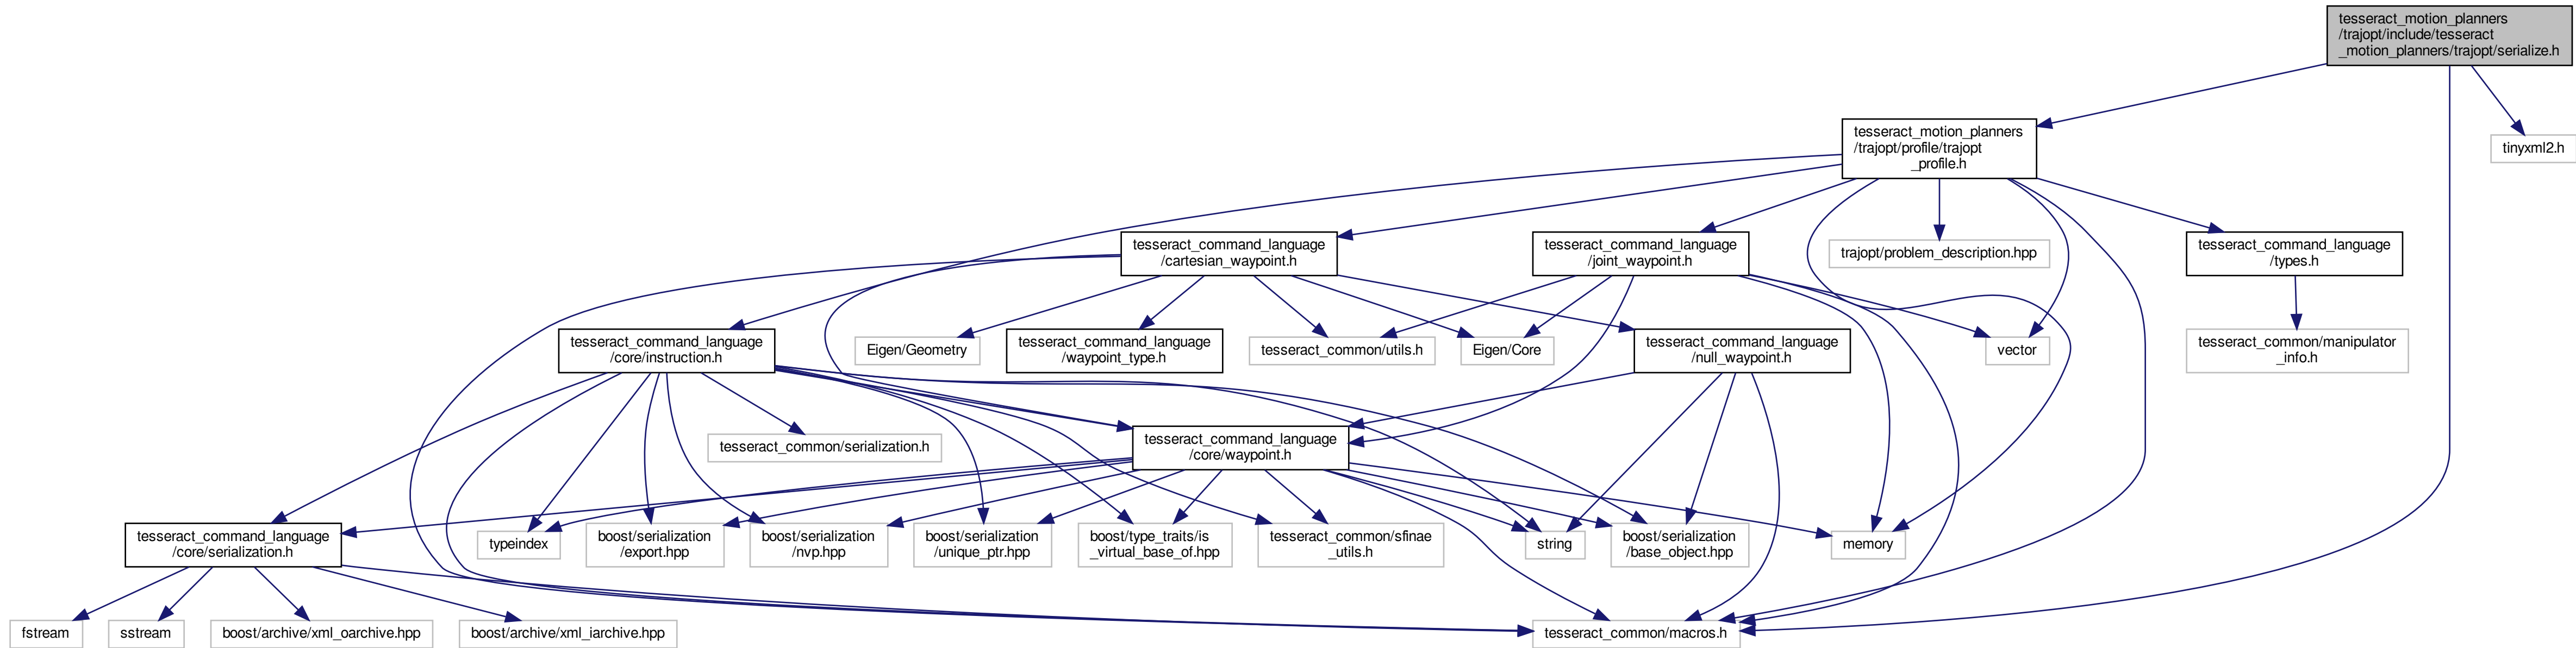 tesseract_motion_planners
/trajopt/include/tesseract
_motion_planners/trajopt/serialize.h
tesseract_motion_planners
/trajopt/profile/trajopt
_profile.h
tinyxml2.h
tesseract_command_language
/cartesian_waypoint.h
tesseract_command_language
/joint_waypoint.h
trajopt/problem_description.hpp
tesseract_command_language
/types.h
tesseract_command_language
/core/instruction.h
Eigen/Geometry
tesseract_command_language
/waypoint_type.h
tesseract_common/utils.h
Eigen/Core
tesseract_command_language
/null_waypoint.h
vector
tesseract_common/manipulator
_info.h
tesseract_common/serialization.h
tesseract_command_language
/core/waypoint.h
tesseract_command_language
/core/serialization.h
typeindex
boost/serialization
/export.hpp
boost/serialization
/nvp.hpp
boost/serialization
/unique_ptr.hpp
boost/type_traits/is
_virtual_base_of.hpp
tesseract_common/sfinae
_utils.h
string
boost/serialization
/base_object.hpp
memory
fstream
sstream
boost/archive/xml_oarchive.hpp
boost/archive/xml_iarchive.hpp
tesseract_common/macros.h